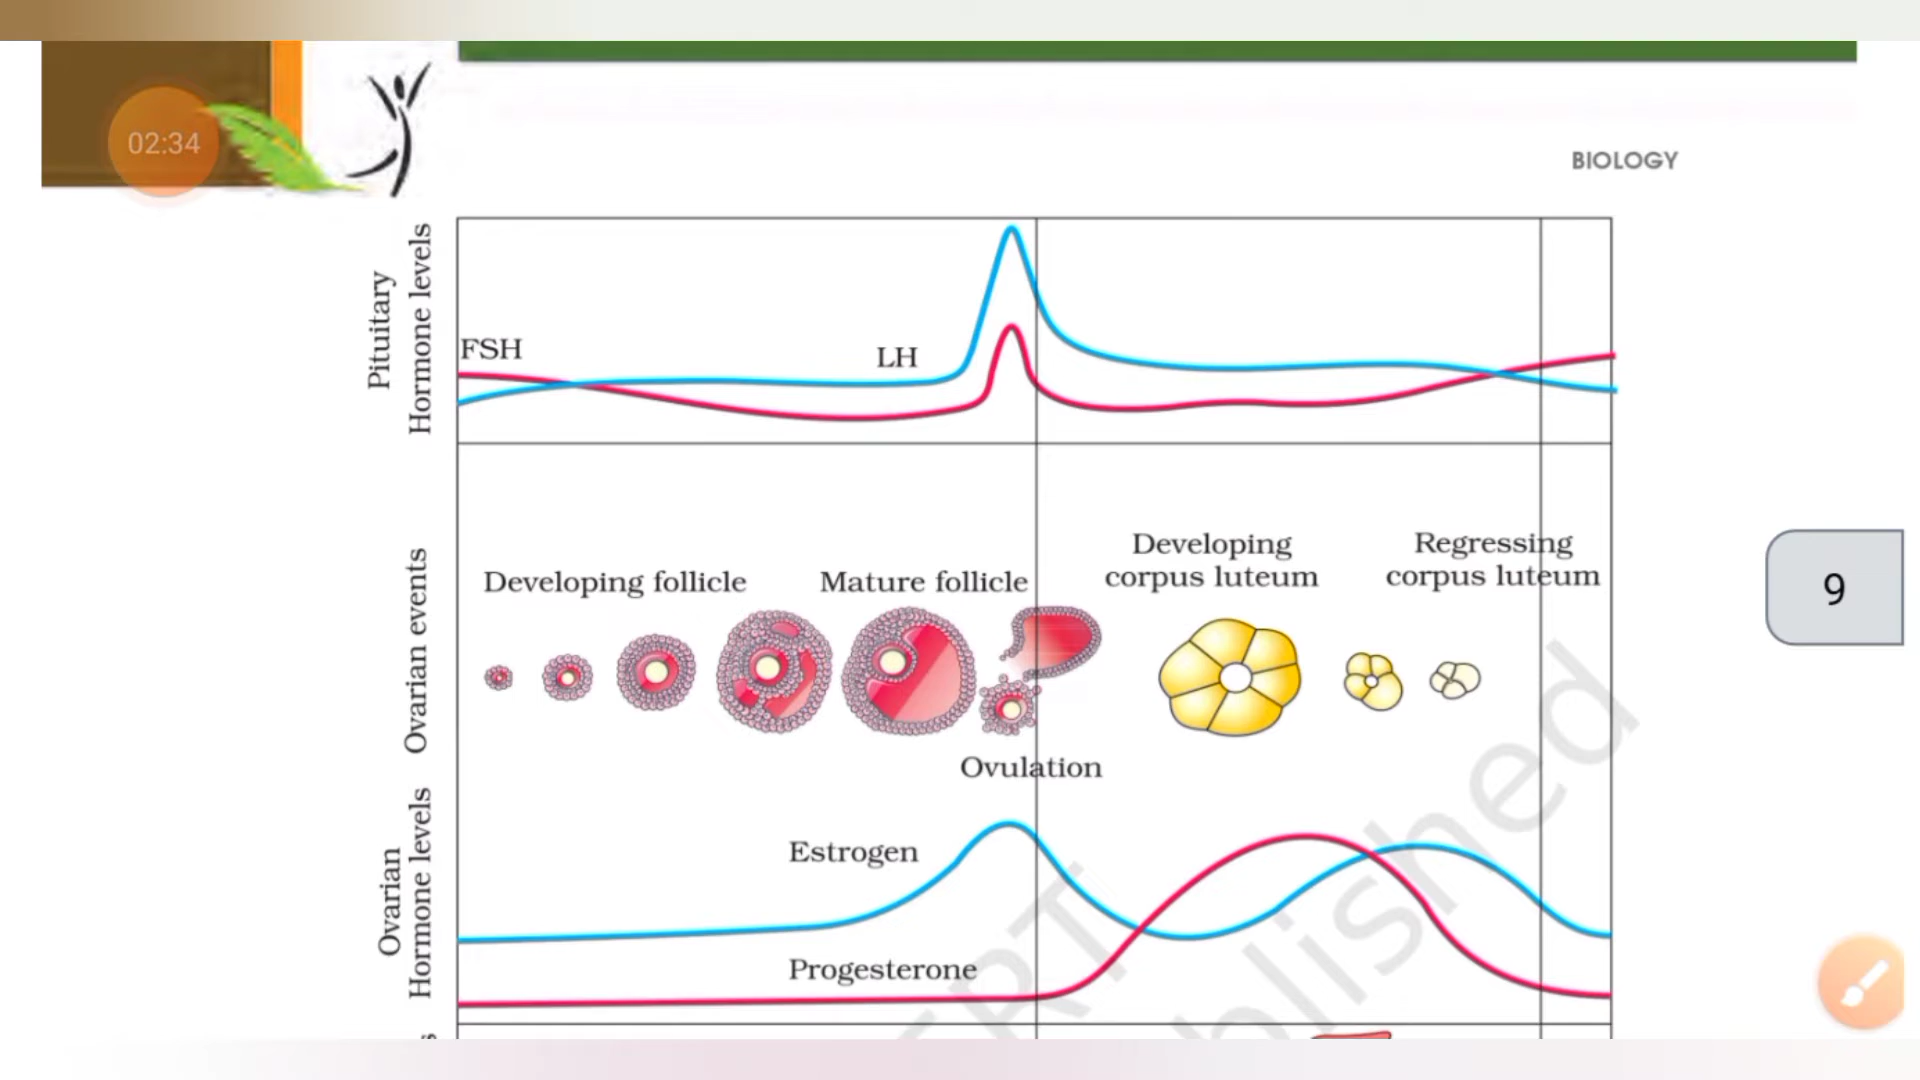 02:34
BIOLOGY
Pituitary
Hormone levels
FSH
LH
Ovarian events
Developing follicle
Mature follicle
Developing
corpus luteum
Regressing
corpus luteum
Ovulation
9
Ovarian
Hormone levels
Estrogen
Progesterone